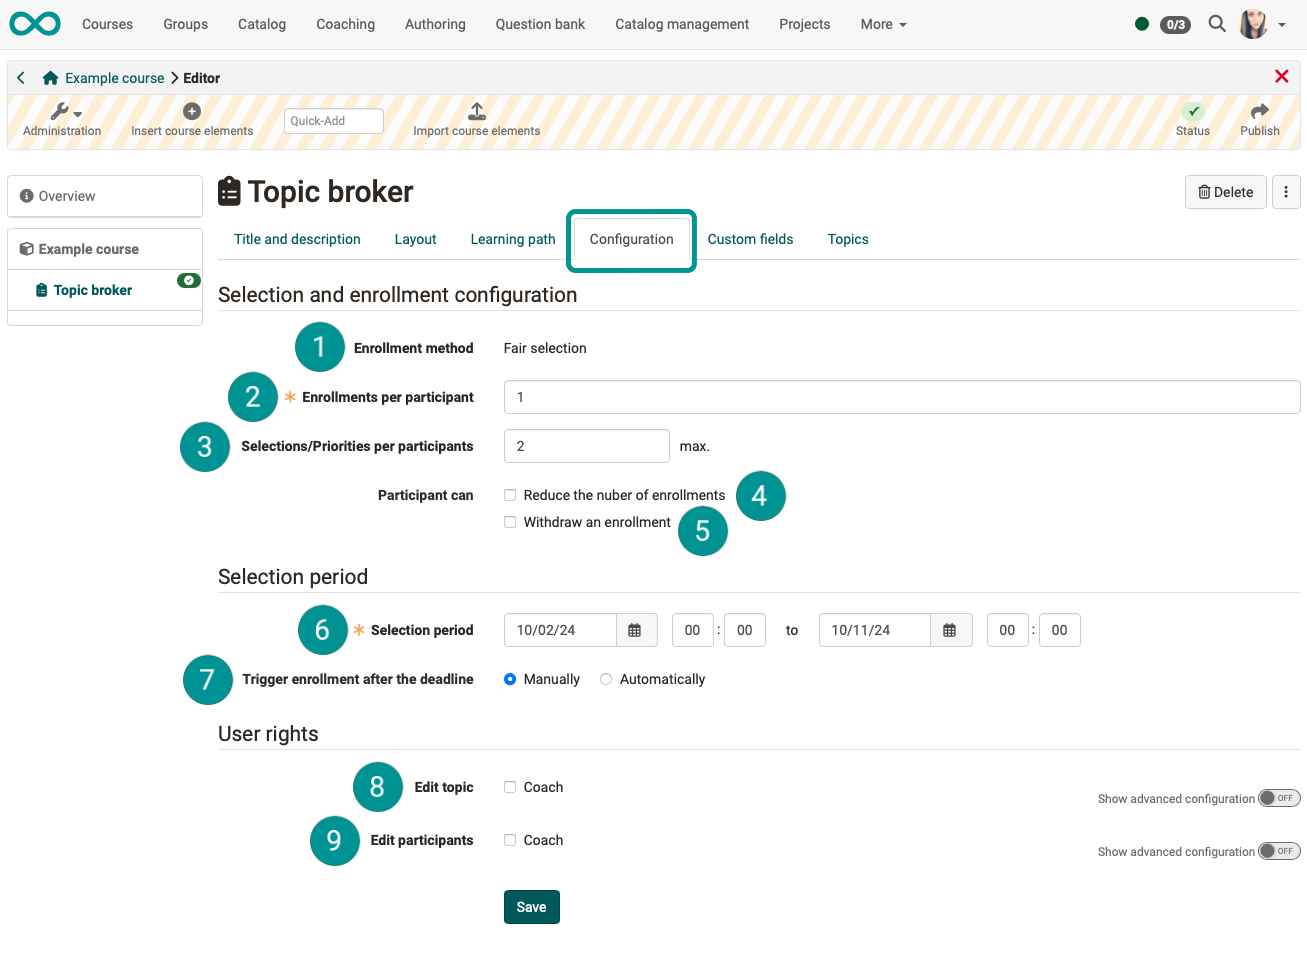 Courses Groups Catalog Coaching Authoring Question bank Catalog management Projects More 0/3
Example course Editor
Administration Insert course elements Quick-Add Import course elements Status Publish
Overview
Example course
Topic broker
Topic broker
Delete
Title and description Layout Learning path Configuration Custom fields Topics
Selection and enrollment configuration
1 Enrollment method Fair selection
2 * Enrollments per participant 1
3 Selections/Priorities per participants 2 max.
Participant can Reduce the nuber of enrollments 4
Withdraw an enrollment 5
Selection period
6 * Selection period 10/02/24 00 : 00 to 10/11/24 00 : 00
7 Trigger enrollment after the deadline Manually Automatically
User rights
8 Edit topic Coach
Show advanced configuration OFF
9 Edit participants Coach
Show advanced configuration OFF
Save